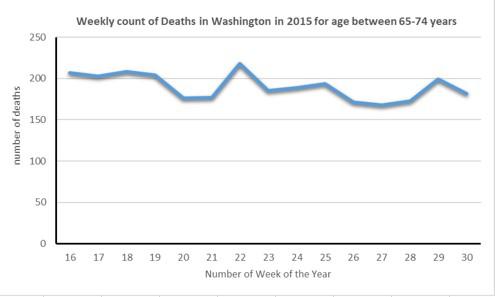 Weekly count of Deaths in Washington in 2015 for age between 65-74 years
250
200
150
100
50
0
number of deaths
16 17 18 19 20 21 22 23 24 25 26 27 28 29 30
Number of Week of the Year